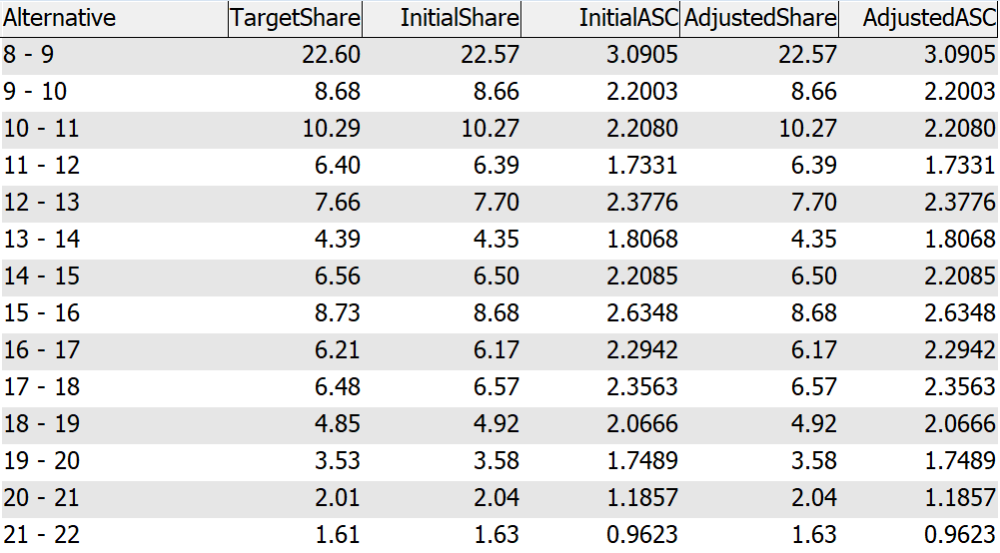 Alternative TargetShare InitialShare InitialASC AdjustedShare AdjustedASC
8 - 9 22.60 22.57 3.0905 22.57 3.0905
9 - 10 8.68 8.66 2.2003 8.66 2.2003
10 - 11 10.29 10.27 2.2080 10.27 2.2080
11 - 12 6.40 6.39 1.7331 6.39 1.7331
12 - 13 7.66 7.70 2.3776 7.70 2.3776
13 - 14 4.39 4.35 1.8068 4.35 1.8068
14 - 15 6.56 6.50 2.2085 6.50 2.2085
15 - 16 8.73 8.68 2.6348 8.68 2.6348
16 - 17 6.21 6.17 2.2942 6.17 2.2942
17 - 18 6.48 6.57 2.3563 6.57 2.3563
18 - 19 4.85 4.92 2.0666 4.92 2.0666
19 - 20 3.53 3.58 1.7489 3.58 1.7489
20 - 21 2.01 2.04 1.1857 2.04 1.1857
21 - 22 1.61 1.63 0.9623 1.63 0.9623